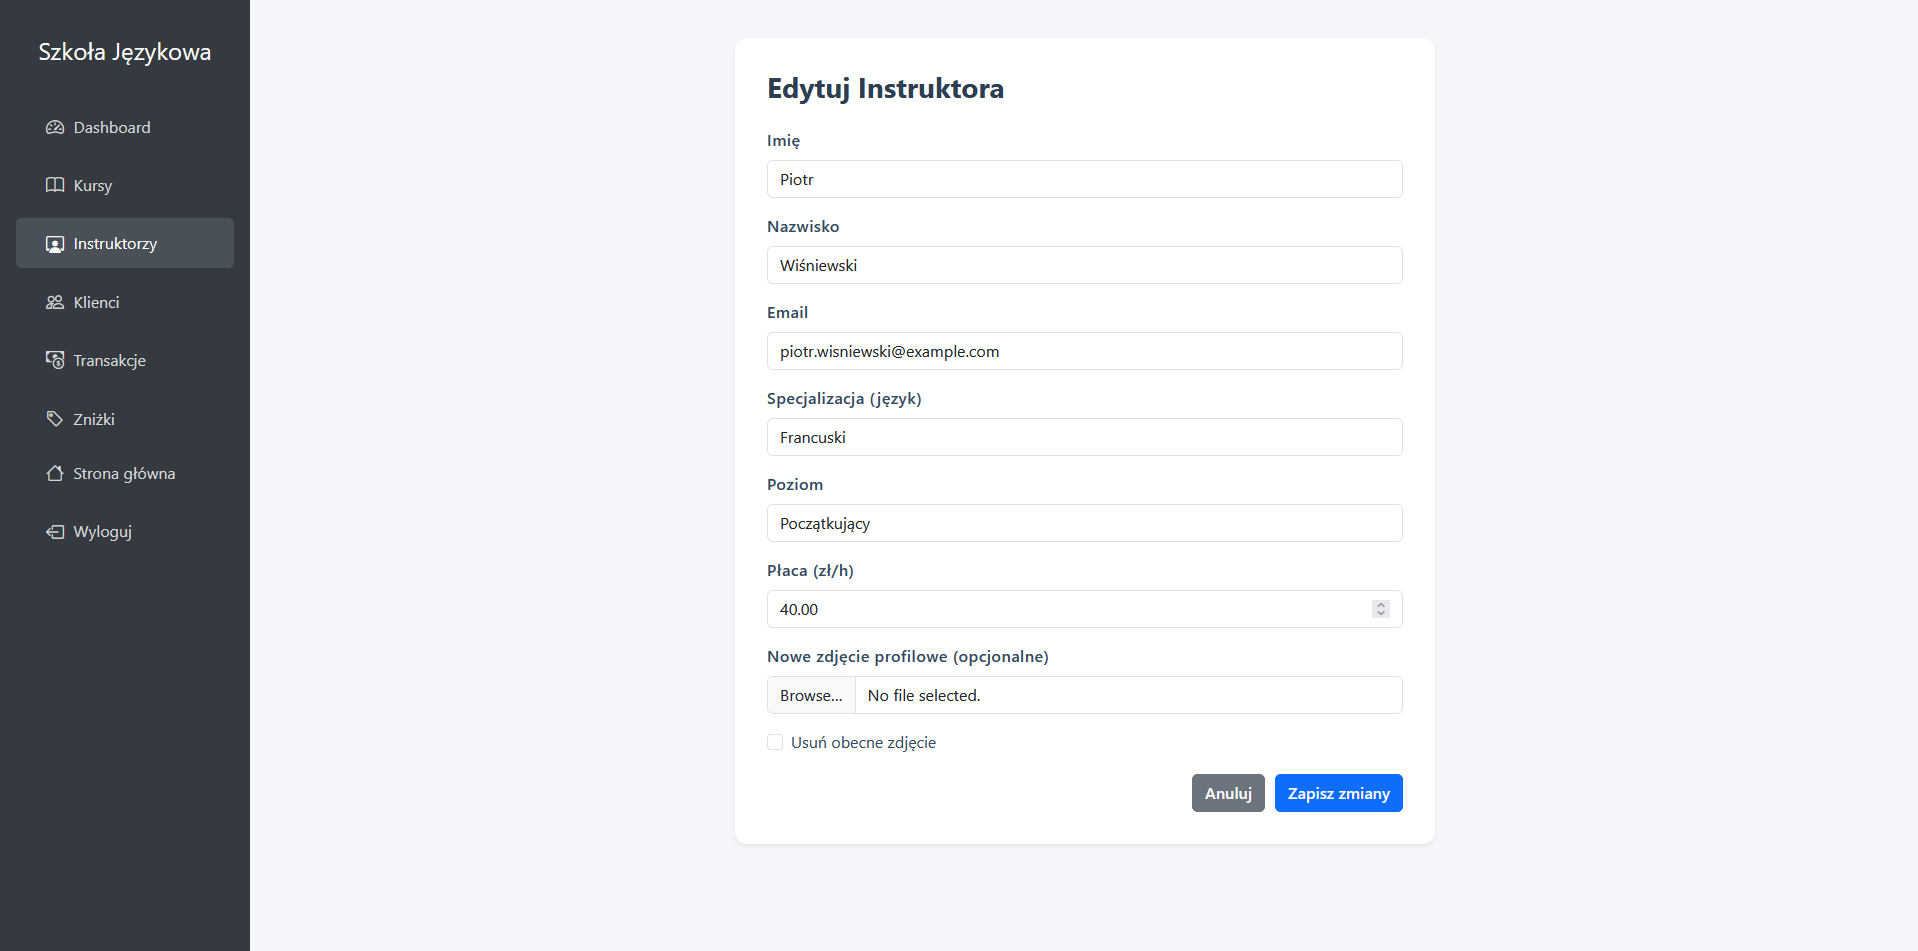 Szkoła Językowa
Dashboard
Kursy
Instruktorzy
Klienci
Transakcje
Zniżki
Strona główna
Wyloguj
Edytuj Instruktora
Imię
Piotr
Nazwisko
Wiśniewski
Email
piotr.wisniewski@example.com
Specjalizacja (język)
Francuski
Poziom
Początkujący
Płaca (zł/h)
40.00
Nowe zdjęcie profilowe (opcjonalne)
Browse... No file selected.
Usuń obecne zdjęcie
Anuluj Zapisz zmiany